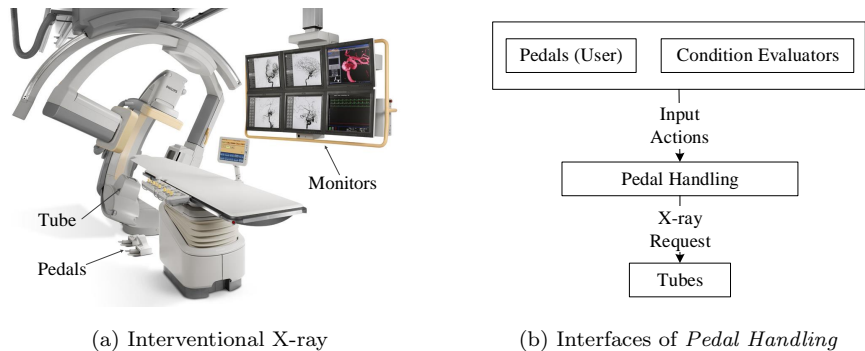 Monitors
Tube
Pedals
(a) Interventional X-ray
Pedals (User)
Condition Evaluators
Input
Actions
Pedal Handling
X-ray
Request
Tubes
(b) Interfaces of Pedal Handling